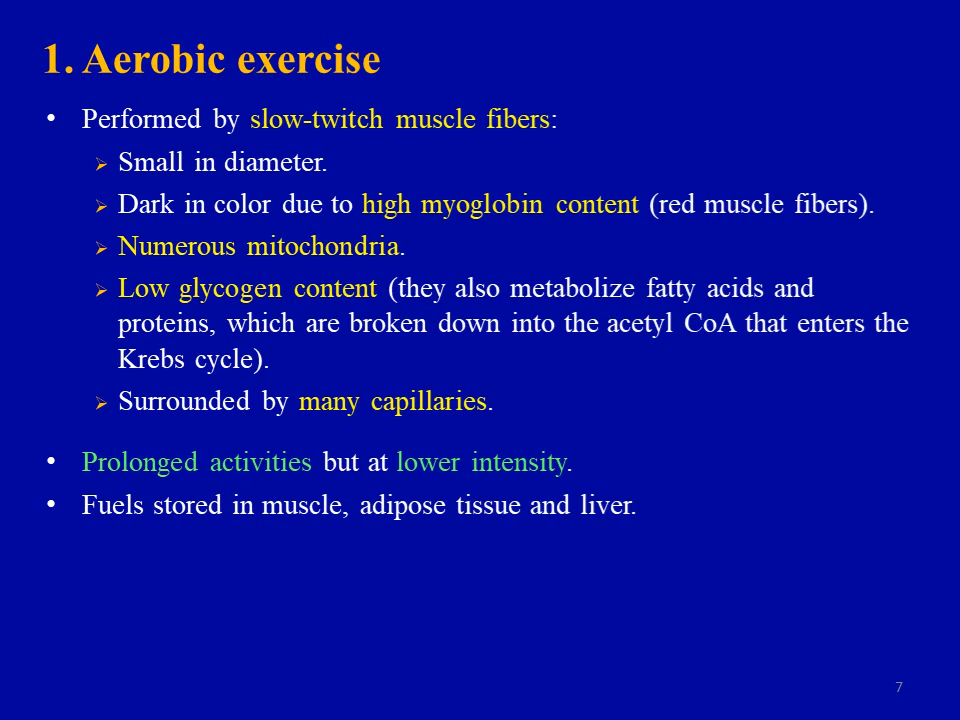 1. Aerobic exercise
• Performed by slow-twitch muscle fibers:
➢ Small in diameter.
➢ Dark in color due to high myoglobin content (red muscle fibers).
➢ Numerous mitochondria.
➢ Low glycogen content (they also metabolize fatty acids and
proteins, which are broken down into the acetyl CoA that enters the
Krebs cycle).
➢ Surrounded by many capillaries.
• Prolonged activities but at lower intensity.
• Fuels stored in muscle, adipose tissue and liver.
7